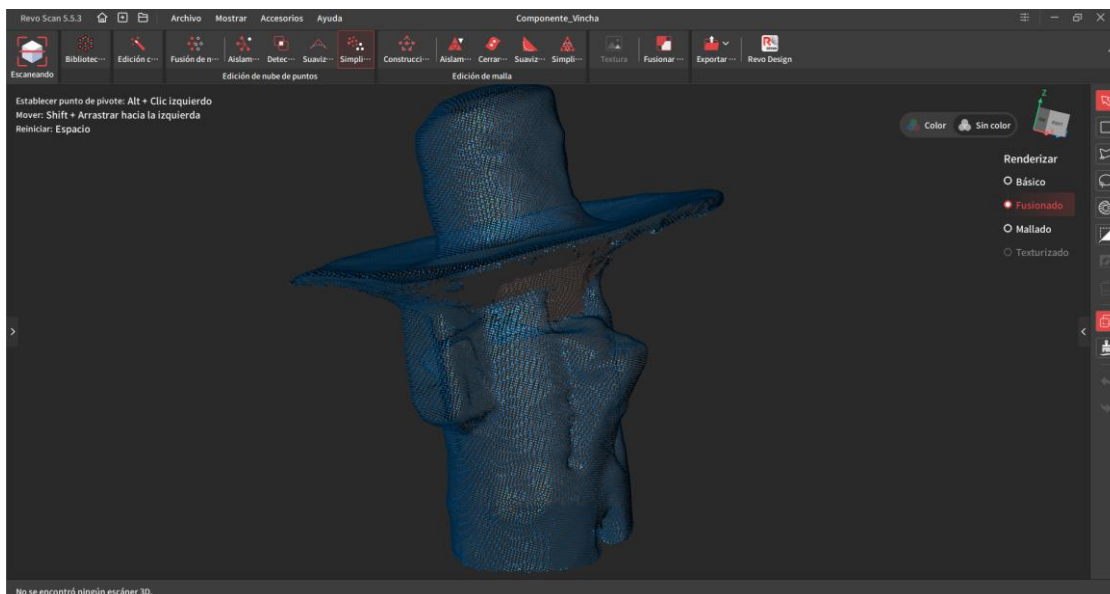 Revo Scan 5.5.3 Archivo Mostrar Accesorios Ayuda Componente_Vincha
Escaneando Bibliotec··· Edición c··· Fusión de n··· Aislam··· Detec··· Suaviz··· Simpli··· Construcci··· Aislam··· Cerrar··· Suaviz··· Simpli··· Textura Fusionar··· Exportar··· Revo Design
Edición de nube de puntos Edición de malla
Establecer punto de pivote: Alt + Clic izquierdo
Mover: Shift + Arrastrar hacia la izquierda
Reiniciar: Espacio
Z
Color Sin color
Renderizar
Básico
Fusionado
Mallado
Texturizado
No se encontró ningún escáner 3D.